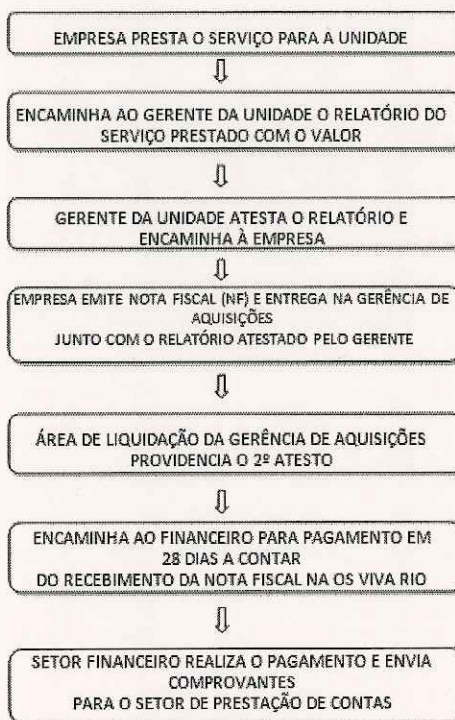 EMPRESA PRESTA O SERVIÇO PARA A UNIDADE
ENCAMINHA AO GERENTE DA UNIDADE O RELATÓRIO DO
SERVIÇO PRESTADO COM O VALOR
GERENTE DA UNIDADE ATESTA O RELATÓRIO E
ENCAMINHA À EMPRESA
EMPRESA EMITE NOTA FISCAL (NF) E ENTREGA NA GERÊNCIA DE
AQUISIÇÕES
JUNTO COM O RELATÓRIO ATESTADO PELO GERENTE
ÁREA DE LIQUIDAÇÃO DA GERÊNCIA DE AQUISIÇÕES
PROVIDENCIA O 2º ATESTO
ENCAMINHA AO FINANCEIRO PARA PAGAMENTO EM
28 DIAS A CONTAR
DO RECEBIMENTO DA NOTA FISCAL NA OS VIVA RIO
SETOR FINANCEIRO REALIZA O PAGAMENTO E ENVIA
COMPROVANTES
PARA O SETOR DE PRESTAÇÃO DE CONTAS